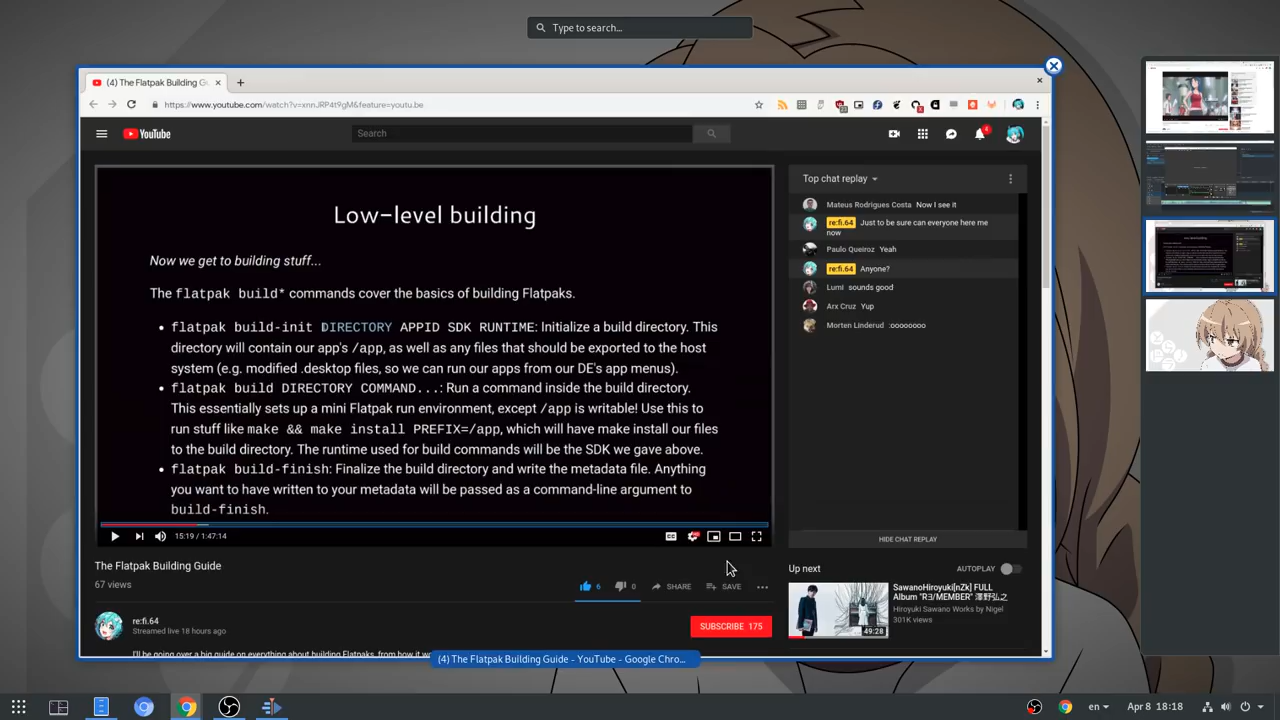 Type to search...
(4) The Flatpak Building G
https://www.youtube.com/watch?v=xnnJRP4t9gM&feature=youtu.be
YouTube
Search
Low-level building
Now we get to building stuff...
The flatpak build* commands cover the basics of building Flatpaks:
flatpak build-init DIRECTORY APPID SDK RUNTIME: Initialize a build directory. This
directory will contain our app's /app, as well as any files that should be exported to the host
system (e.g. modified .desktop files, so we can run our apps from our DE's app menus).
flatpak build DIRECTORY COMMAND...: Run a command inside the build directory.
This essentially sets up a mini Flatpak run environment, except /app is writable! Use this to
run stuff like make && make install PREFIX=/app, which will have make install our files
to the build directory. The runtime used for build commands will be the SDK we gave above.
flatpak build-finish: Finalize the build directory and write the metadata file. Anything
you want to have written to your metadata will be passed as a command-line argument to
build-finish.
15:19 / 1:47:14
Top chat replay
Mateus Rodrigues Costa Now I see it
re:fi.64 Just to be sure can everyone here me
now
Paulo Queiroz Yeah
re:fi.64 Anyone?
Lumi sounds good
Arx Cruz Yup
Morten Linderud :oooooooo
HIDE CHAT REPLAY
The Flatpak Building Guide
67 views
6 0 SHARE SAVE
re:fi.64
Streamed live 18 hours ago
SUBSCRIBE 175
I'll be going over a big guide on everything about building Flatpaks, from how it w
Up next AUTOPLAY
SawanoHiroyuki[nZk] FULL
Album "R∃/MEMBER" 澤野弘之
Hiroyuki Sawano Works by Nigel
301K views
49:28
(4) The Flatpak Building Guide - YouTube - Google Chro...
en Apr 8 18:18